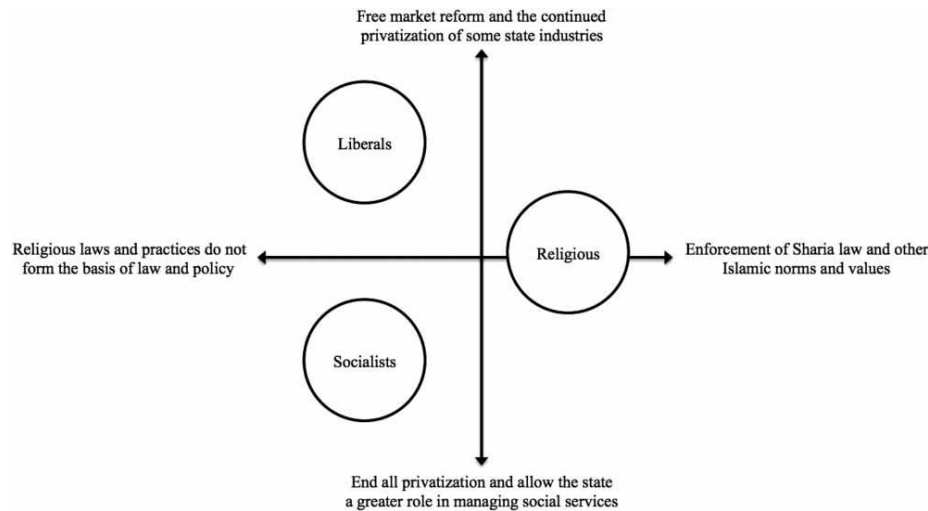 Free market reform and the continued
privatization of some state industries
Liberals
Religious laws and practices do not
form the basis of law and policy
Religious
Enforcement of Sharia law and other
Islamic norms and values
Socialists
End all privatization and allow the state
a greater role in managing social services